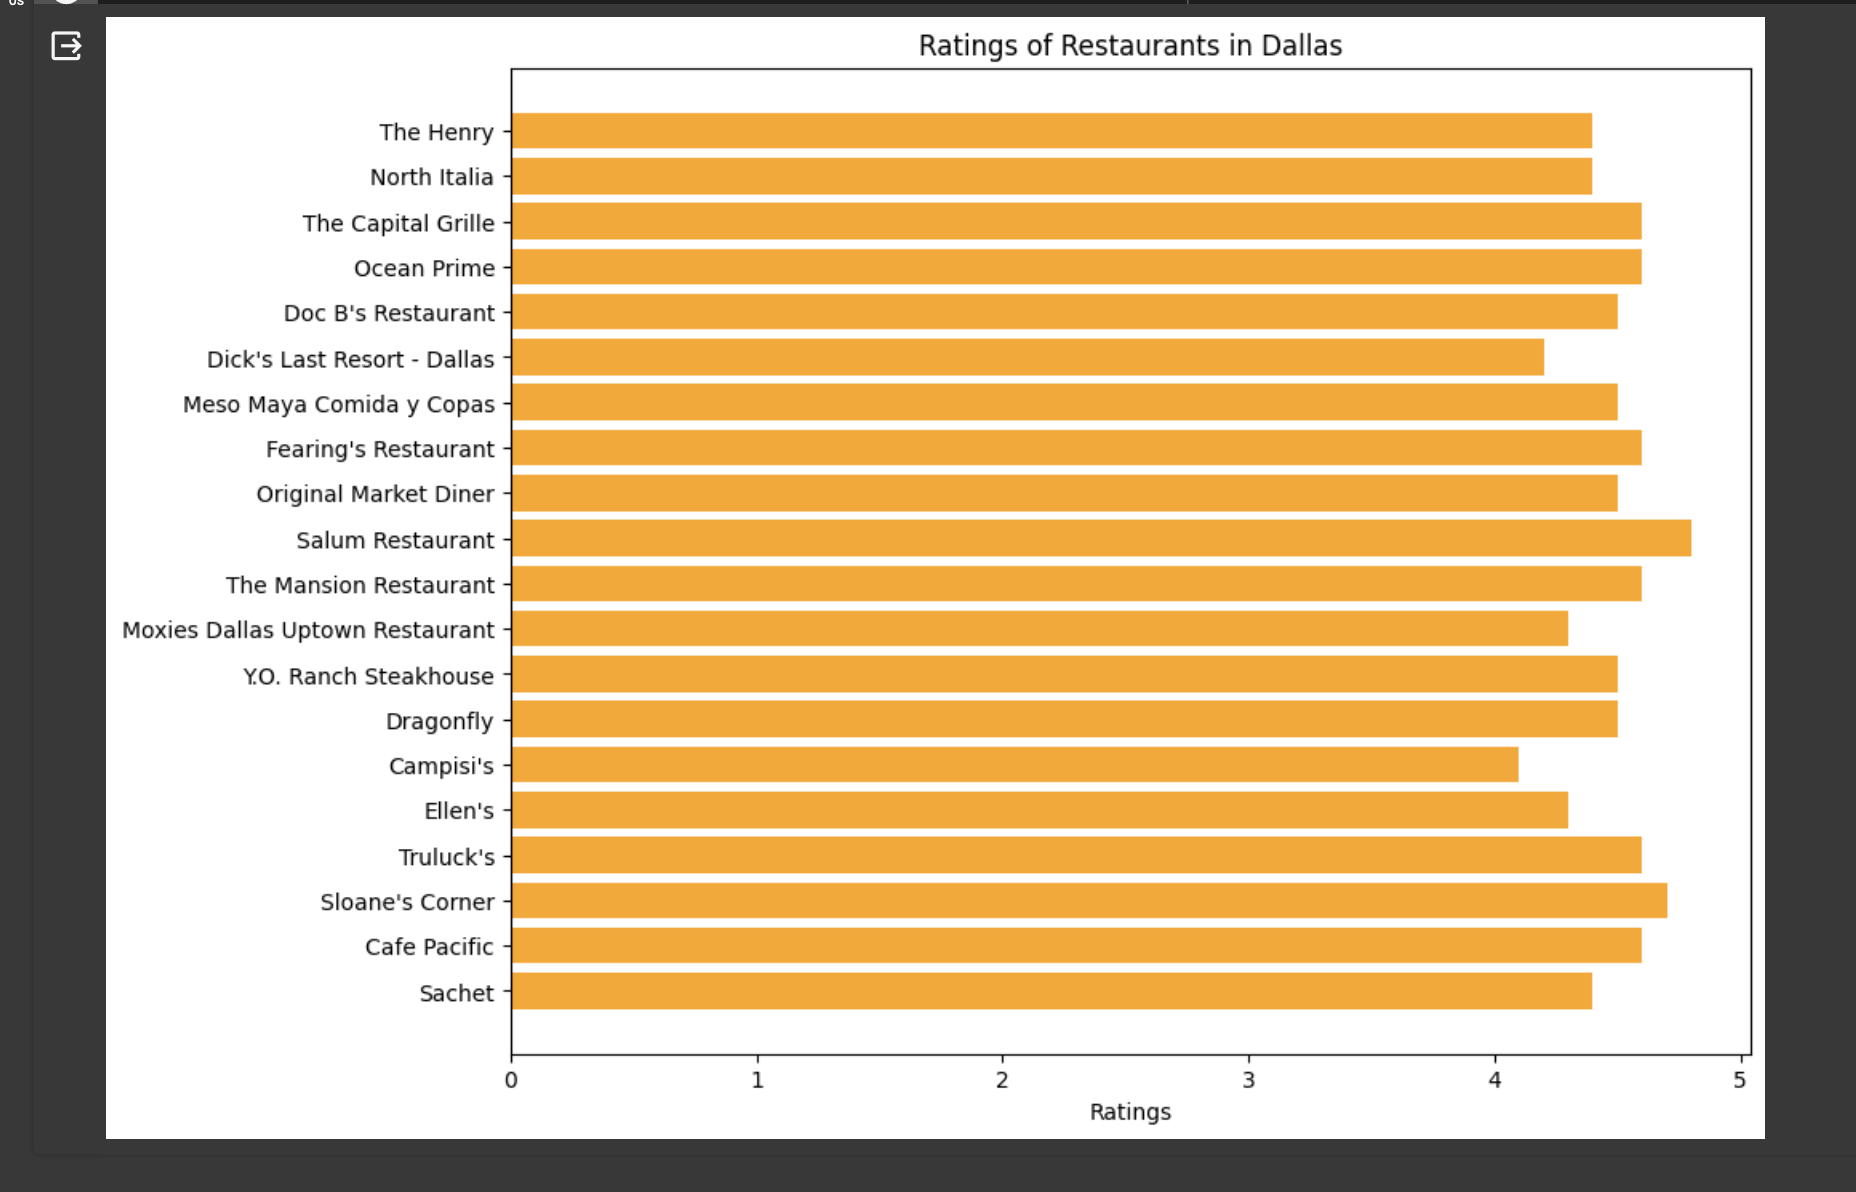 Ratings of Restaurants in Dallas
The Henry
North Italia
The Capital Grille
Ocean Prime
Doc B's Restaurant
Dick's Last Resort - Dallas
Meso Maya Comida y Copas
Fearing's Restaurant
Original Market Diner
Salum Restaurant
The Mansion Restaurant
Moxies Dallas Uptown Restaurant
Y.O. Ranch Steakhouse
Dragonfly
Campisi's
Ellen's
Truluck's
Sloane's Corner
Cafe Pacific
Sachet
0 1 2 3 4 5
Ratings